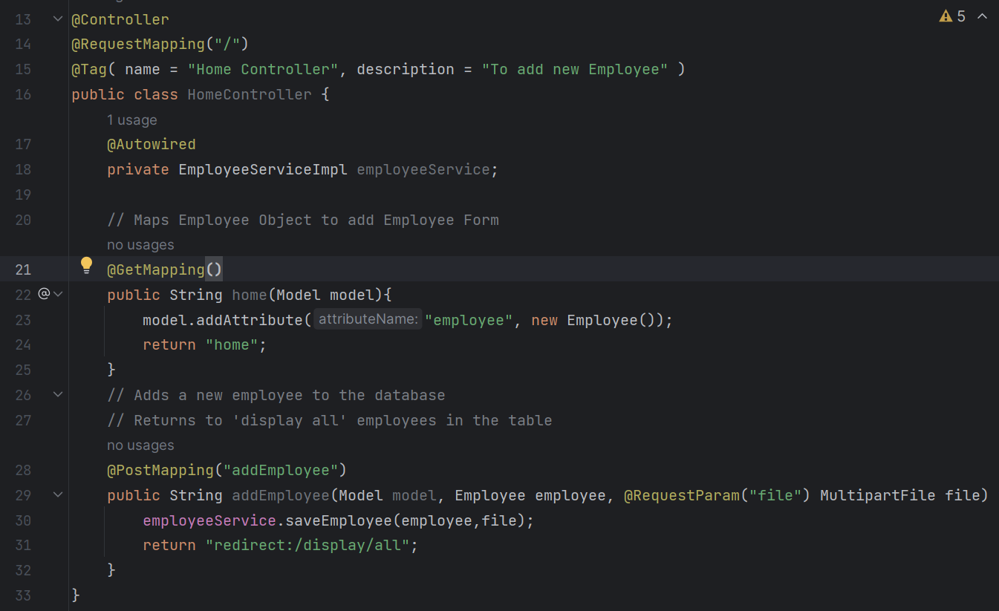 13 @Controller 5
14 @RequestMapping("/")
15 @Tag( name = "Home Controller", description = "To add new Employee" )
16 public class HomeController {
1 usage
17 @Autowired
18 private EmployeeServiceImpl employeeService;
19
20 // Maps Employee Object to add Employee Form
no usages
21 @GetMapping()
22 @ public String home(Model model){
23 model.addAttribute( attributeName: "employee", new Employee());
24 return "home";
25 }
26 // Adds a new employee to the database
27 // Returns to 'display all' employees in the table
no usages
28 @PostMapping("addEmployee")
29 public String addEmployee(Model model, Employee employee, @RequestParam("file") MultipartFile file)
30 employeeService.saveEmployee(employee,file);
31 return "redirect:/display/all";
32 }
33 }